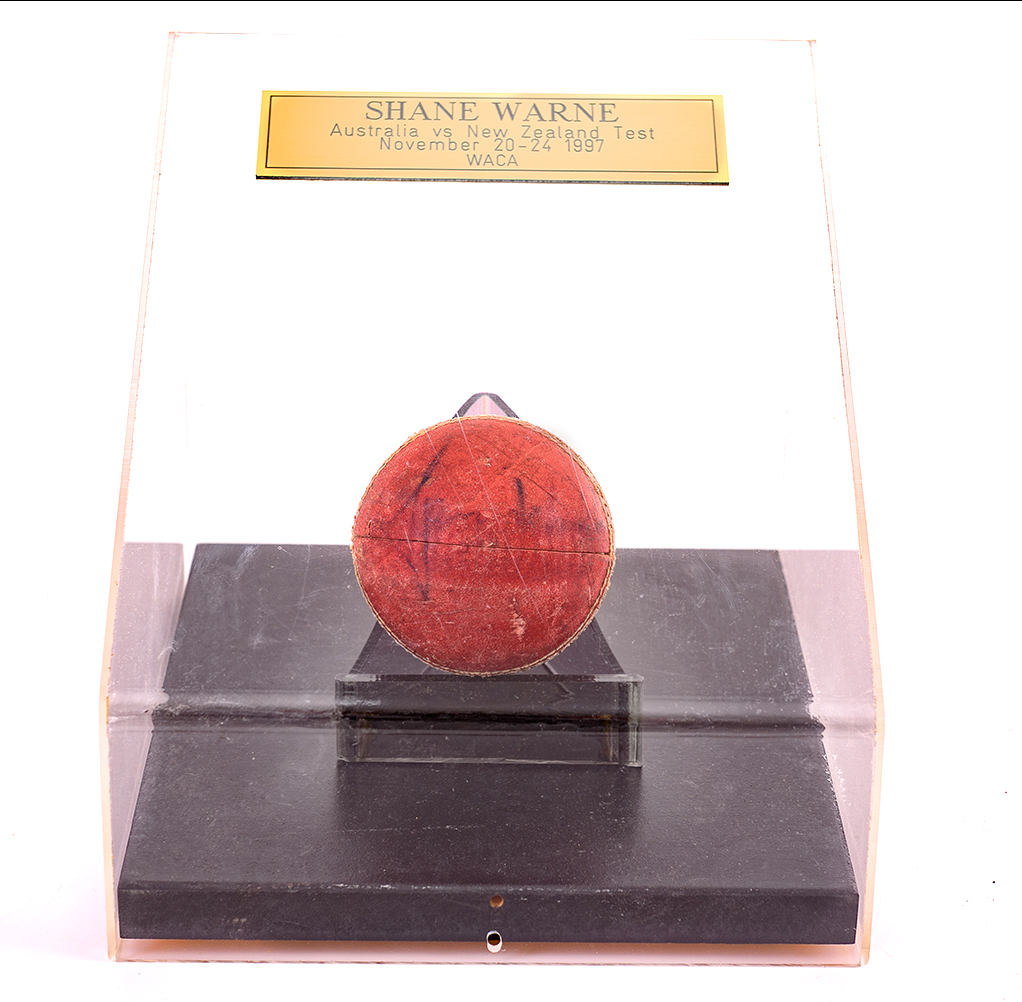 SHANE WARNE
Australia vs New Zealand Test
November 20-24 1997
WACA